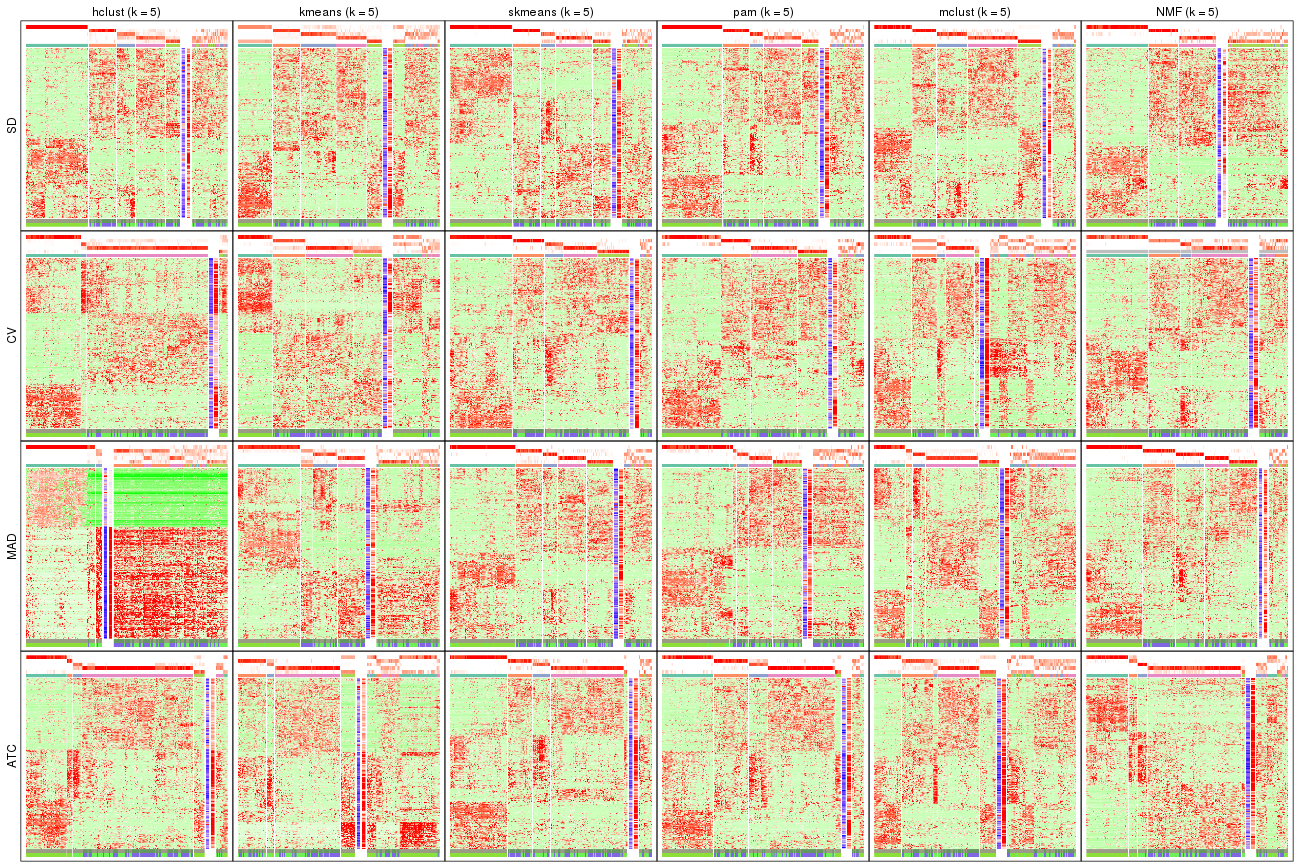 hclust (k = 5) kmeans (k = 5) skmeans (k = 5) pam (k = 5) mclust (k = 5) NMF (k = 5)
SD
CV
MAD
ATC